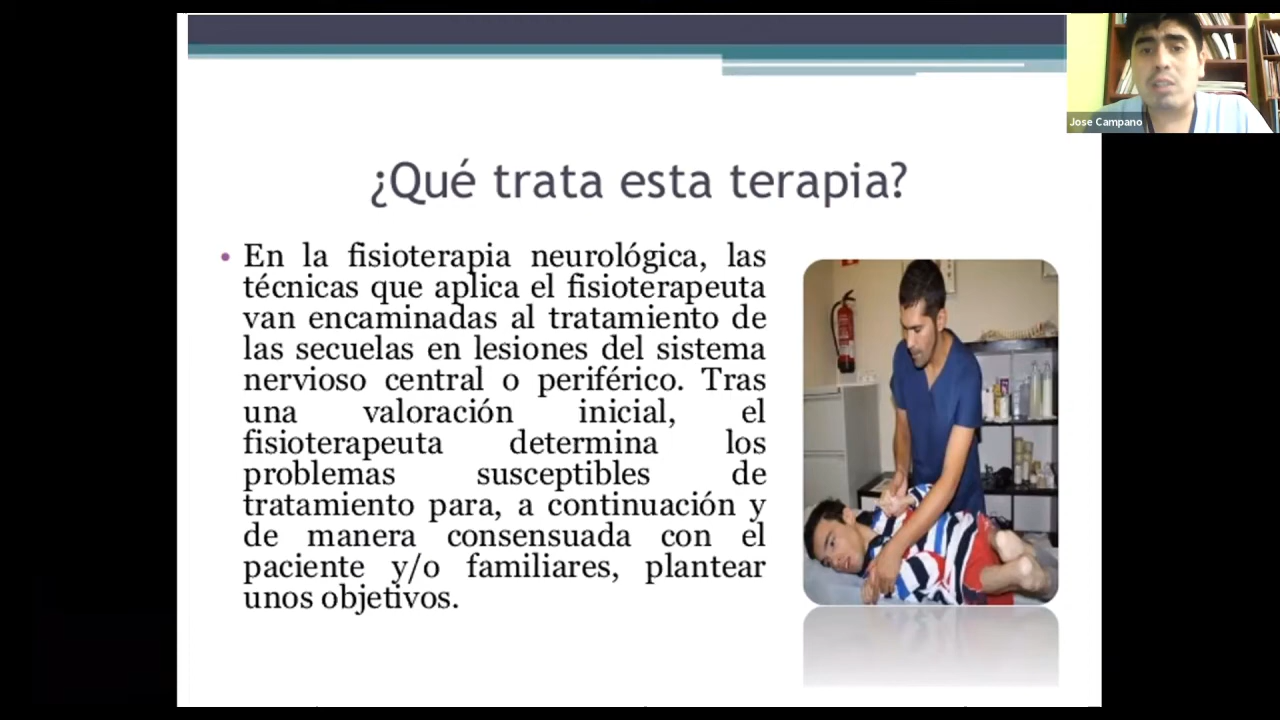 Jose Campano
¿Qué trata esta terapia?
• En la fisioterapia neurológica, las
técnicas que aplica el fisioterapeuta
van encaminadas al tratamiento de
las secuelas en lesiones del sistema
nervioso central o periférico. Tras
una valoración inicial, el
fisioterapeuta determina los
problemas susceptibles de
tratamiento para, a continuación y
de manera consensuada con el
paciente y/o familiares, plantear
unos objetivos.